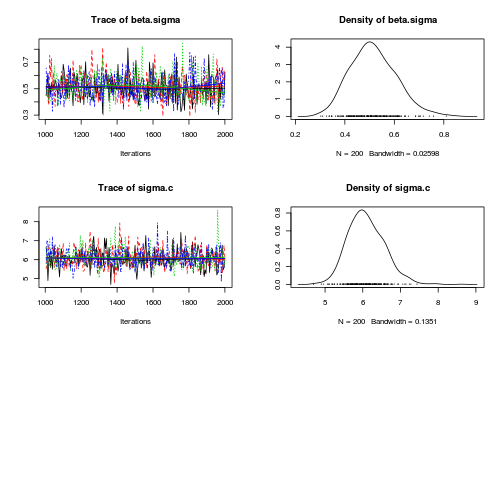 Trace of beta.sigma
0.3 0.5 0.7
1000 1200 1400 1600 1800 2000
Iterations
Density of beta.sigma
0 1 2 3 4
0.2 0.4 0.6 0.8
N = 200 Bandwidth = 0.02598
Trace of sigma.c
5 6 7 8
1000 1200 1400 1600 1800 2000
Iterations
Density of sigma.c
0.0 0.2 0.4 0.6 0.8
5 6 7 8 9
N = 200 Bandwidth = 0.1351